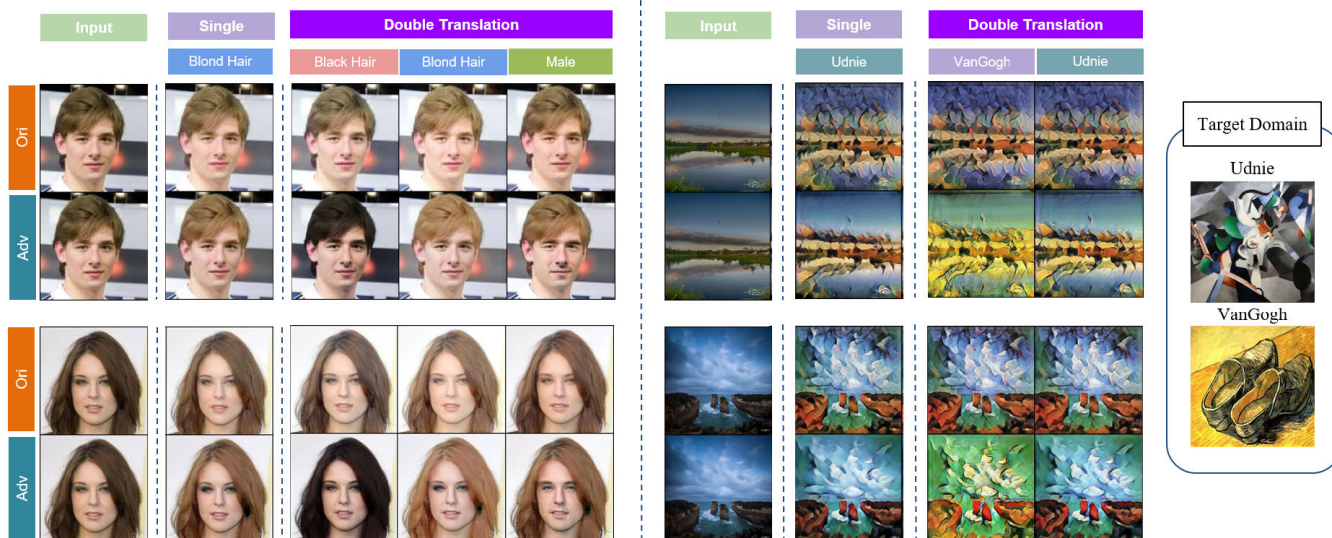 Input
Single
Double Translation
Blond Hair
Black Hair
Blond Hair
Male
Ori
Adv
Ori
Adv
Input
Single
Double Translation
Udnie
VanGogh
Udnie
Target Domain
Udnie
VanGogh